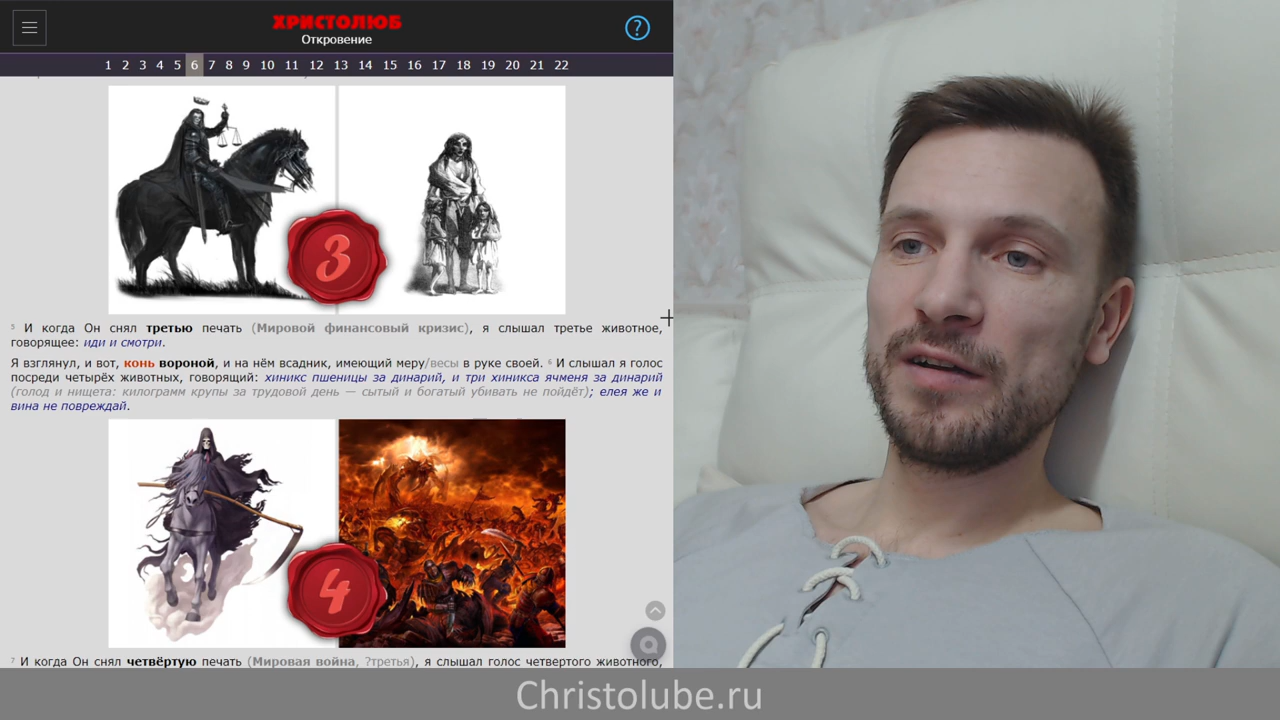 ХРИСТОЛЮБ
Откровение
?
1 2 3 4 5 6 7 8 9 10 11 12 13 14 15 16 17 18 19 20 21 22
3
5 И когда Он снял третью печать (Мировой финансовый кризис), я слышал третье животное,
говорящее: иди и смотри.
Я взглянул, и вот, конь вороной, и на нём всадник, имеющий меру/весы в руке своей. 6 И слышал я голос
посреди четырёх животных, говорящий: хиникс пшеницы за динарий, и три хиникса ячменя за динарий
(голод и нищета: килограмм крупы за трудовой день — сытый и богатый убивать не пойдёт); елея же и
вина не повреждай.
4
7 И когда Он снял четвёртую печать (Мировая война, ?третья), я слышал голос четвертого животного,
Christolube.ru